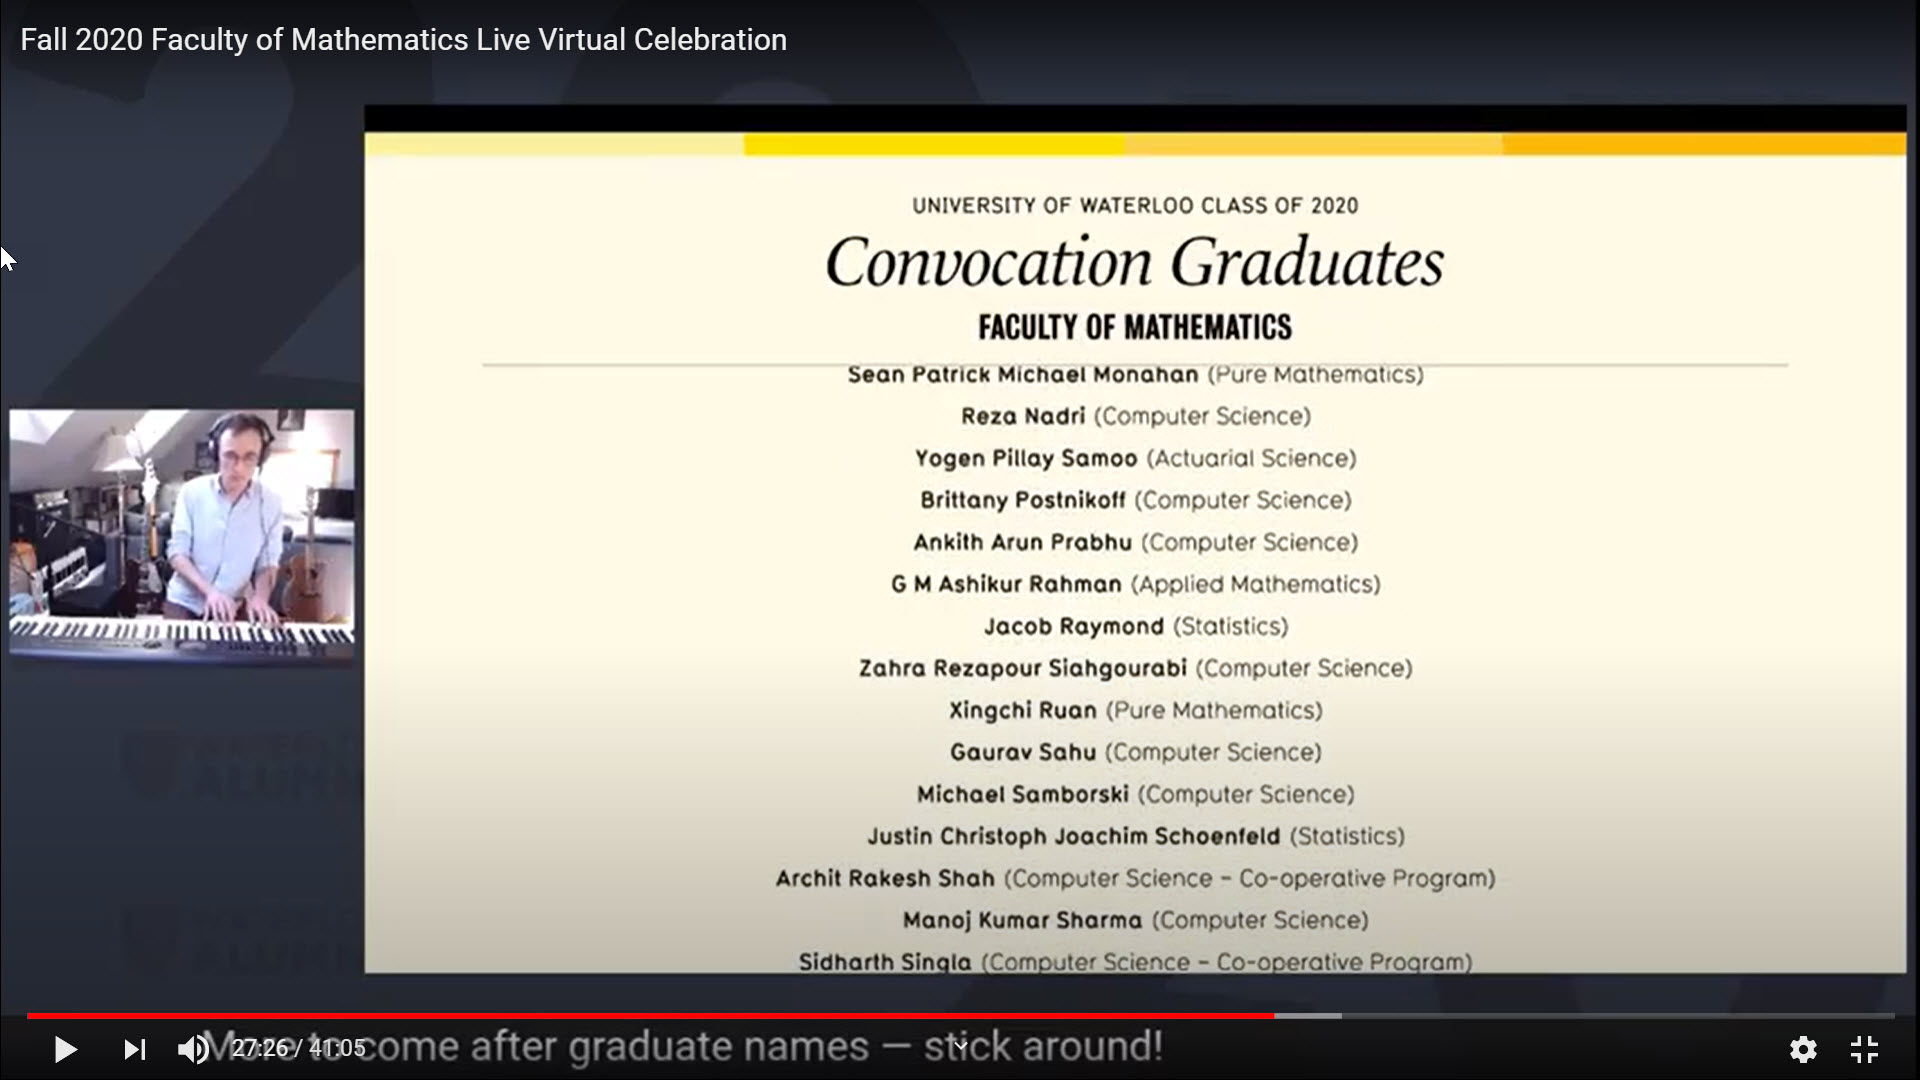 Fall 2020 Faculty of Mathematics Live Virtual Celebration
UNIVERSITY OF WATERLOO CLASS OF 2020
Convocation Graduates
FACULTY OF MATHEMATICS
Sean Patrick Michael Monahan (Pure Mathematics)
Reza Nadri (Computer Science)
Yogen Pillay Samoo (Actuarial Science)
Brittany Postnikoff (Computer Science)
Ankith Arun Prabhu (Computer Science)
G M Ashikur Rahman (Applied Mathematics)
Jacob Raymond (Statistics)
Zahra Rezapour Siahgourabi (Computer Science)
Xingchi Ruan (Pure Mathematics)
Gaurav Sahu (Computer Science)
Michael Samborski (Computer Science)
Justin Christoph Joachim Schoenfeld (Statistics)
Archit Rakesh Shah (Computer Science – Co-operative Program)
Manoj Kumar Sharma (Computer Science)
Sidharth Singla (Computer Science – Co-operative Program)
More to come after graduate names — stick around!
27:26 / 41:05